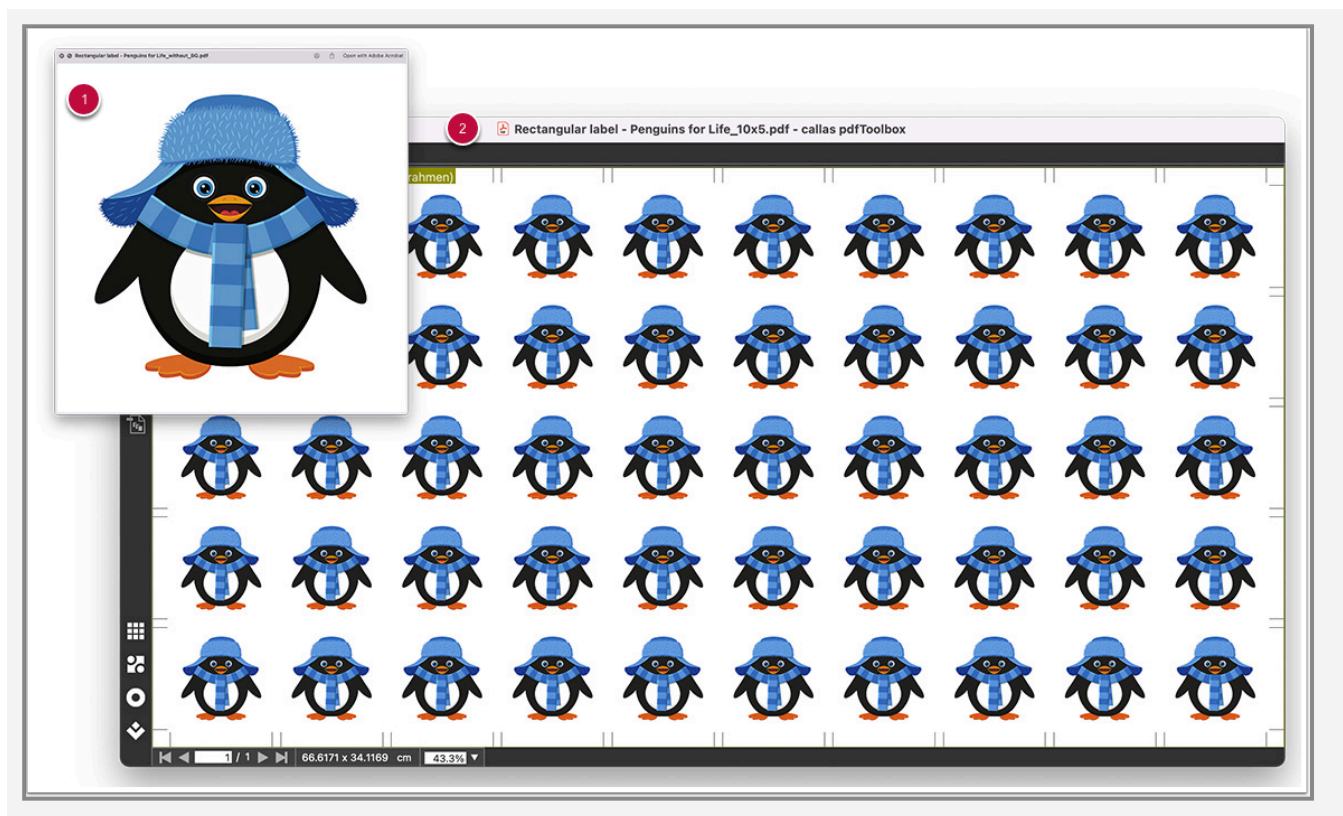 Rectangular label - Penguins for Life_without_BG.pdf
Open with Adobe Acrobat
1
2
Rectangular label - Penguins for Life_10x5.pdf - callas pdfToolbox
rahmen)
1 / 1
66.6171 x 34.1169 cm
43.3%